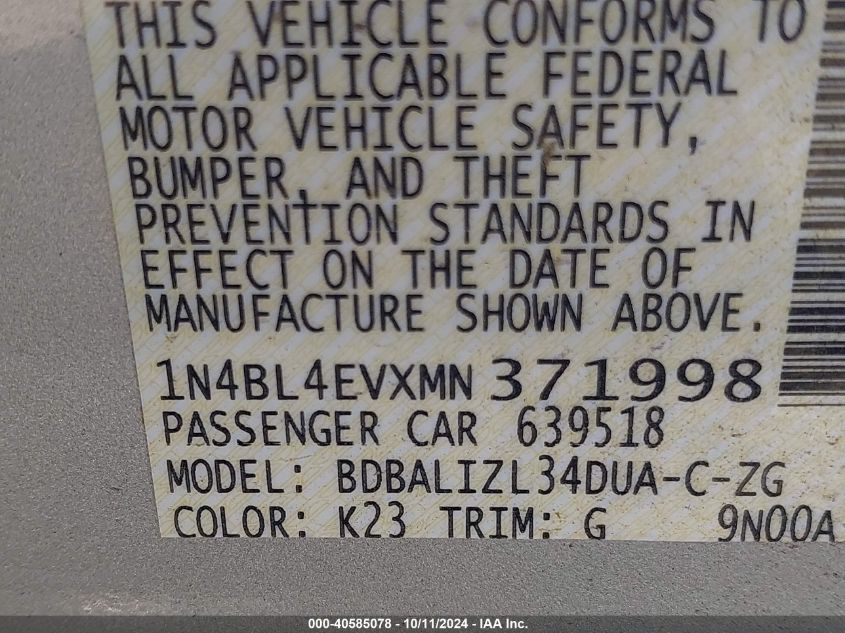 THIS VEHICLE CONFORMS TO
ALL APPLICABLE FEDERAL
MOTOR VEHICLE SAFETY,
BUMPER, AND THEFT
PREVENTION STANDARDS IN
EFFECT ON THE DATE OF
MANUFACTURE SHOWN ABOVE.
1N4BL4EVXMN 371998
PASSENGER CAR 639518
MODEL: BDBALIZL34DUA-C-ZG
COLOR: K23 TRIM: G 9N00A
000-40585078 - 10/11/2024 - IAA Inc.